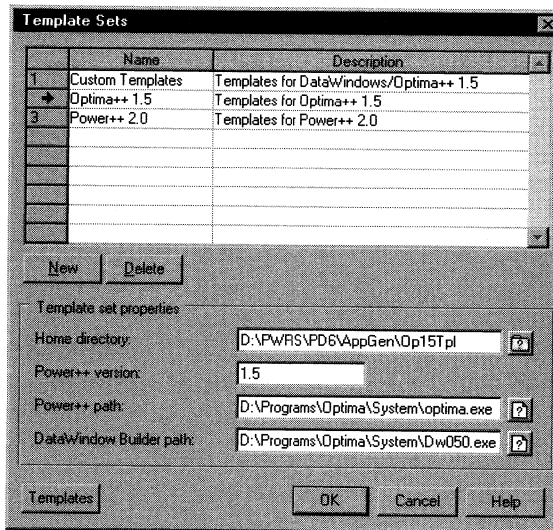 Template Sets
Name Description
1 Custom Templates Templates for DataWindows/Optima++ 1.5
Optima++ 1.5 Templates for Optima++ 1.5
3 Power++ 2.0 Templates for Power++ 2.0
New Delete
Template set properties
Home directory: D:\PWRS\PD6\AppGen\Op15Tpl
Power++ version: 1.5
Power++ path: D:\Programs\Optima\System\optima.exe
DataWindow Builder path: D:\Programs\Optima\System\Dw050.exe
Templates OK Cancel Help